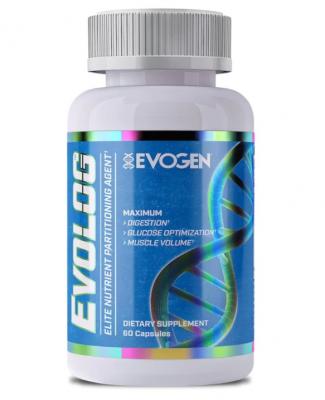 EVOLOG
ELITE NUTRIENT PARTITIONING AGENT†
EVOGEN
MAXIMUM
› DIGESTION†
› GLUCOSE OPTIMIZATION†
› MUSCLE VOLUME†
DIETARY SUPPLEMENT
60 Capsules